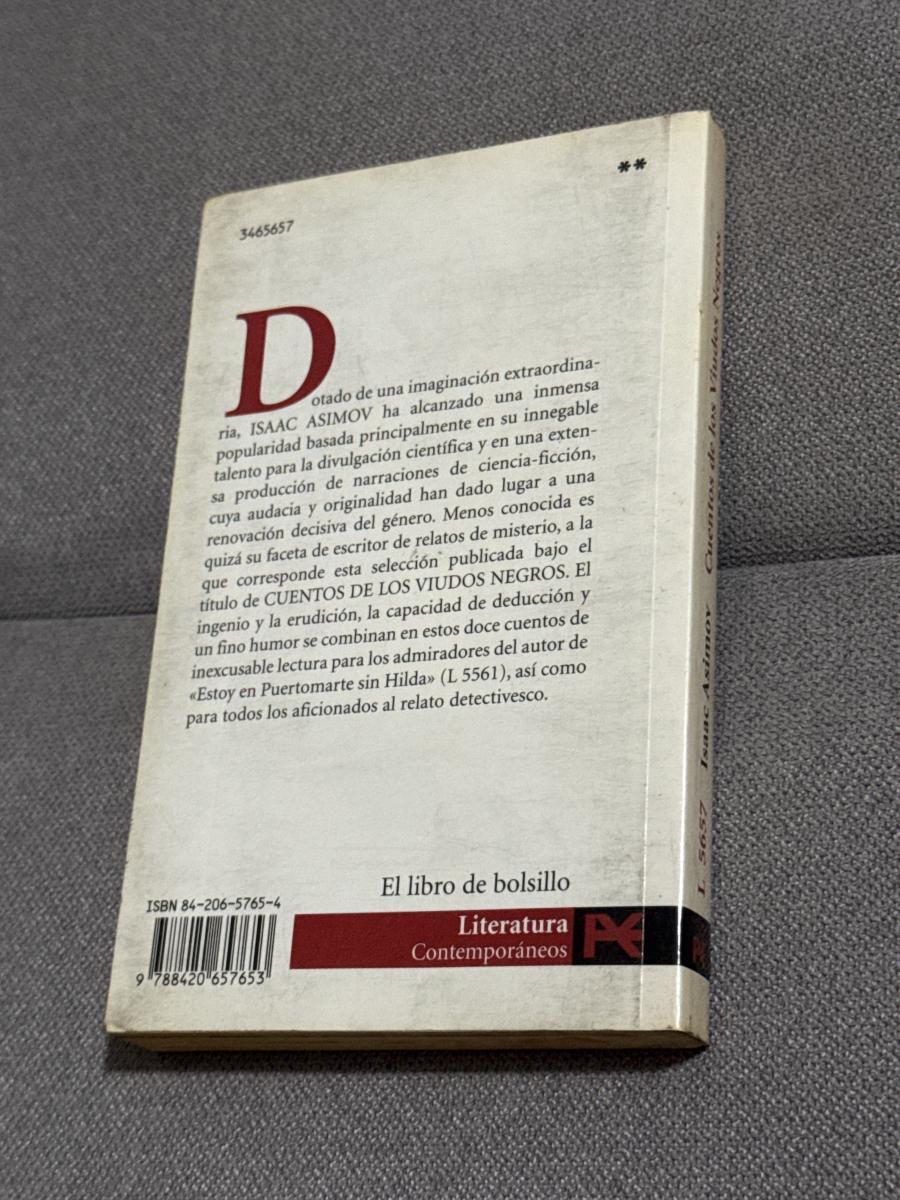 **
3465657
Dotado de una imaginación extraordina-
ria, ISAAC ASIMOV ha alcanzado una inmensa
popularidad basada principalmente en su innegable
talento para la divulgación científica y en una exten-
sa producción de narraciones de ciencia-ficción,
cuya audacia y originalidad han dado lugar a una
renovación decisiva del género. Menos conocida es
quizá su faceta de escritor de relatos de misterio, a la
que corresponde esta selección publicada bajo el
título de CUENTOS DE LOS VIUDOS NEGROS. El
ingenio y la erudición, la capacidad de deducción y
un fino humor se combinan en estos doce cuentos de
inexcusable lectura para los admiradores del autor de
«Estoy en Puertomarte sin Hilda» (L 5561), así como
para todos los aficionados al relato detectivesco.
El libro de bolsillo
Literatura
Contemporáneos
ISBN 84-206-5765-4
9 788420 657653
L 5657 Isaac Asimov Cuentos de los Viudos Negros